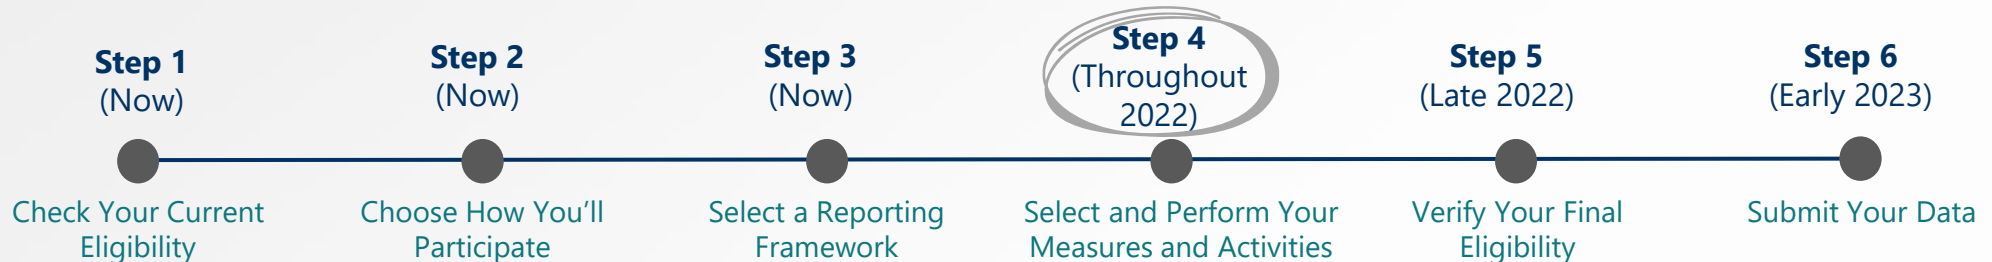 Step 1
(Now)
Check Your Current
Eligibility
Step 2
(Now)
Choose How You'll
Participate
Step 3
(Now)
Select a Reporting
Framework
Step 4
(Throughout
2022)
Select and Perform Your
Measures and Activities
Step 5
(Late 2022)
Verify Your Final
Eligibility
Step 6
(Early 2023)
Submit Your Data